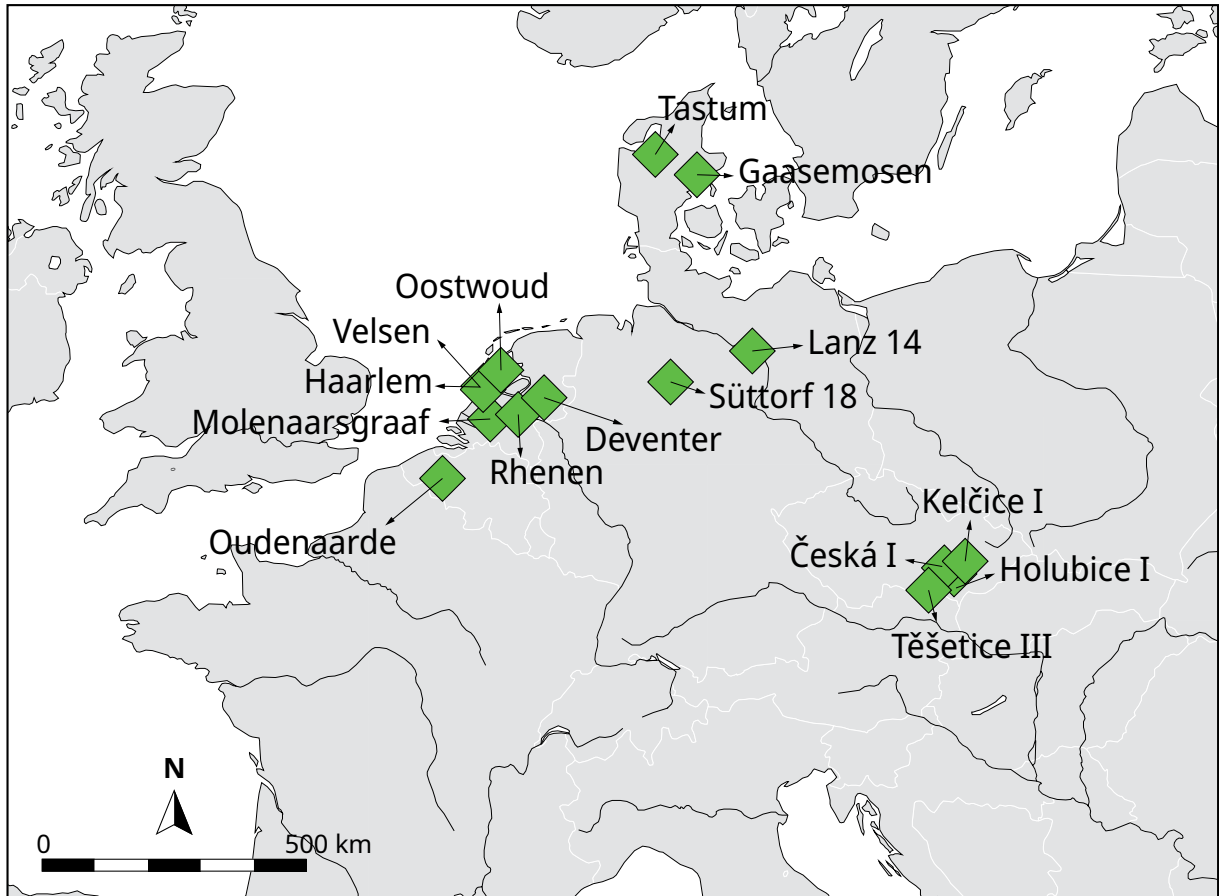 Tastum
Gaasemosen
Oostwoud
Velsen
Lanz 14
Haarlem
Süttorf 18
Molenaarsgraaf
Deventer
Rhenen
Kelčice I
Oudenaarde
Česká I
Holubice I
Těšetice III
N
0 500 km